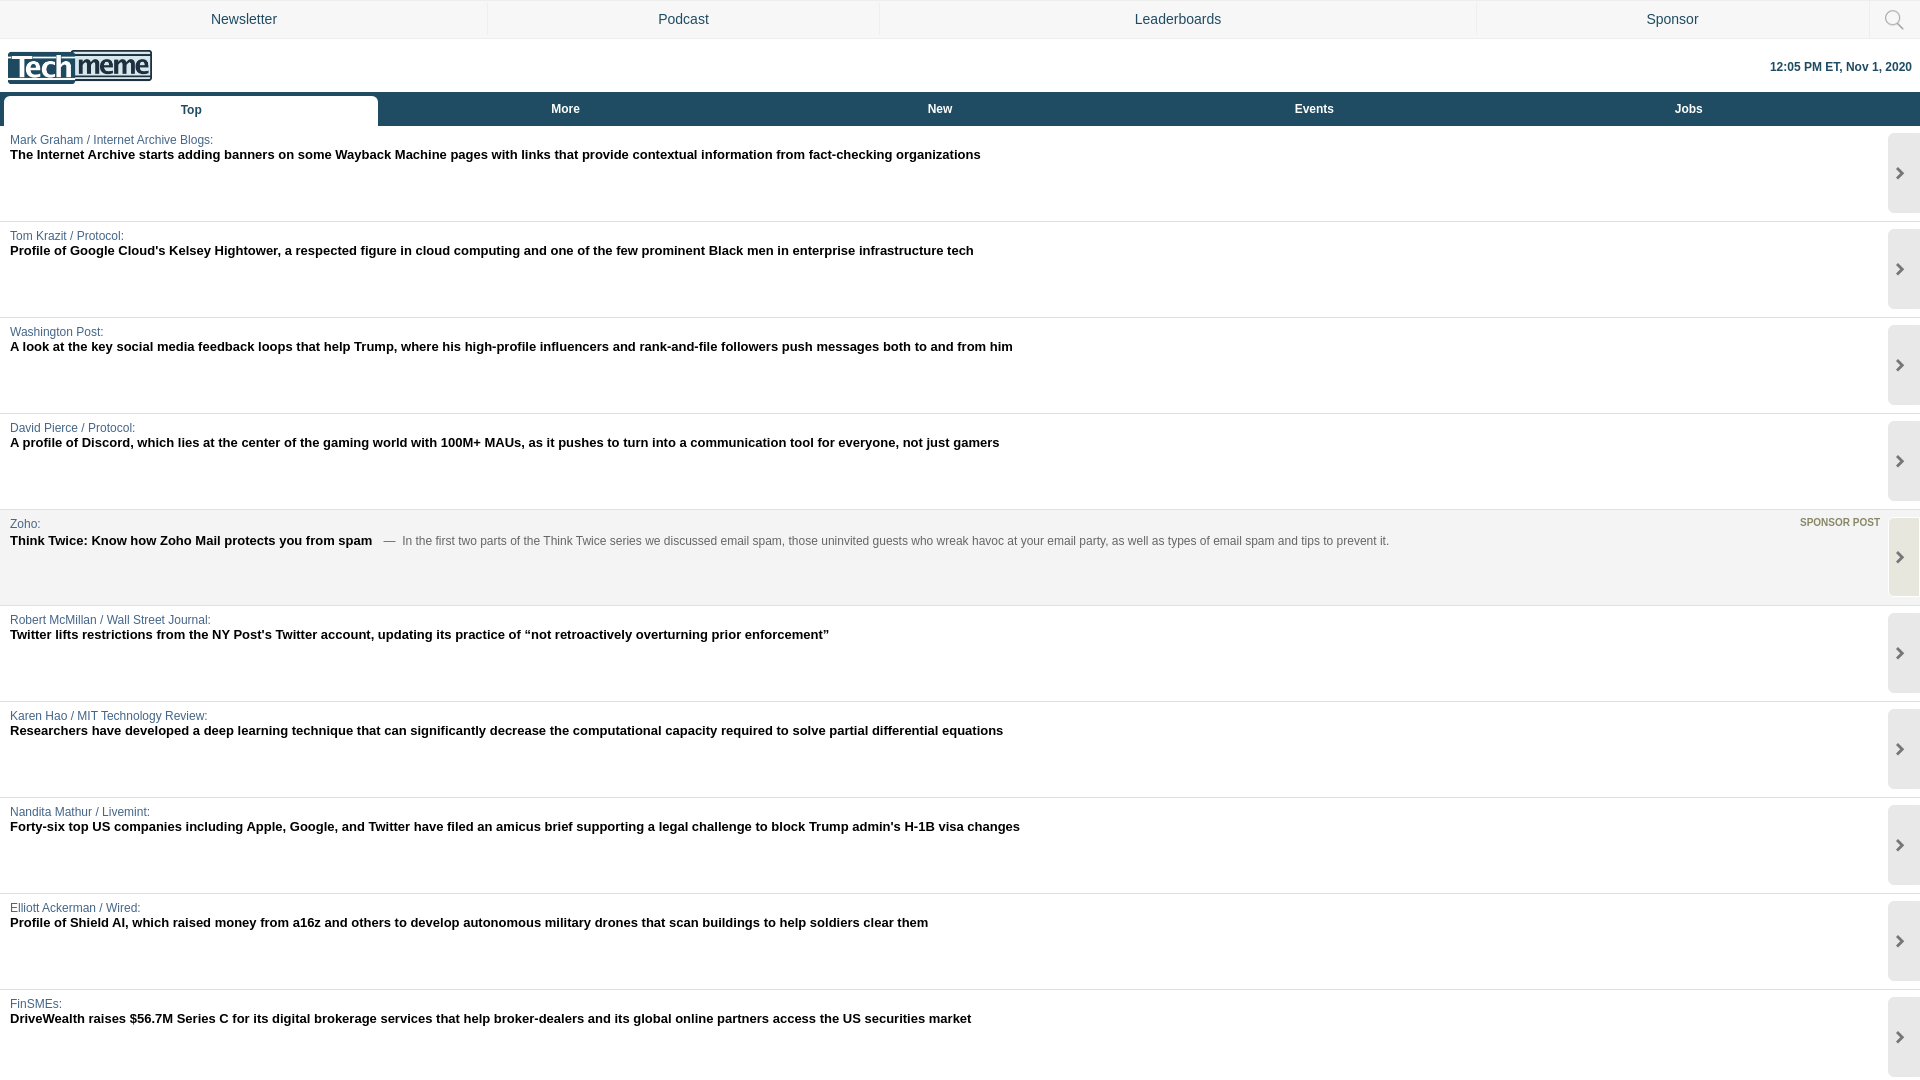 Newsletter
Podcast
Leaderboards
Sponsor
Techmeme
12:05 PM ET, Nov 1, 2020
Top
More
New
Events
Jobs
Mark Graham / Internet Archive Blogs:
The Internet Archive starts adding banners on some Wayback Machine pages with links that provide contextual information from fact-checking organizations
Tom Krazit / Protocol:
Profile of Google Cloud's Kelsey Hightower, a respected figure in cloud computing and one of the few prominent Black men in enterprise infrastructure tech
Washington Post:
A look at the key social media feedback loops that help Trump, where his high-profile influencers and rank-and-file followers push messages both to and from him
David Pierce / Protocol:
A profile of Discord, which lies at the center of the gaming world with 100M+ MAUs, as it pushes to turn into a communication tool for everyone, not just gamers
Zoho:
SPONSOR POST
Think Twice: Know how Zoho Mail protects you from spam — In the first two parts of the Think Twice series we discussed email spam, those uninvited guests who wreak havoc at your email party, as well as types of email spam and tips to prevent it.
Robert McMillan / Wall Street Journal:
Twitter lifts restrictions from the NY Post's Twitter account, updating its practice of “not retroactively overturning prior enforcement”
Karen Hao / MIT Technology Review:
Researchers have developed a deep learning technique that can significantly decrease the computational capacity required to solve partial differential equations
Nandita Mathur / Livemint:
Forty-six top US companies including Apple, Google, and Twitter have filed an amicus brief supporting a legal challenge to block Trump admin's H-1B visa changes
Elliott Ackerman / Wired:
Profile of Shield AI, which raised money from a16z and others to develop autonomous military drones that scan buildings to help soldiers clear them
FinSMEs:
DriveWealth raises $56.7M Series C for its digital brokerage services that help broker-dealers and its global online partners access the US securities market